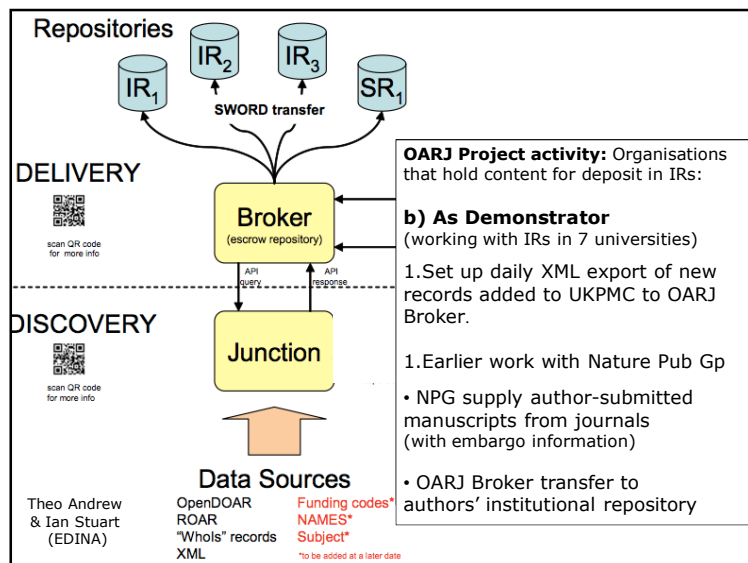 Repositories
IR1
IR2
IR3
SR1
SWORD transfer
DELIVERY
scan QR code
for more info
Broker
(escrow repository)
API
query
API
response
DISCOVERY
scan QR code
for more info
Junction
Data Sources
OpenDOAR
ROAR
“WhoIs” records
XML
Funding codes*
NAMES*
Subject*
*to be added at a later date
Theo Andrew
& Ian Stuart
(EDINA)
OARJ Project activity: Organisations
that hold content for deposit in IRs:
b) As Demonstrator
(working with IRs in 7 universities)
1.Set up daily XML export of new
records added to UKPMC to OARJ
Broker.
1.Earlier work with Nature Pub Gp
• NPG supply author-submitted
manuscripts from journals
(with embargo information)
• OARJ Broker transfer to
authors’ institutional repository